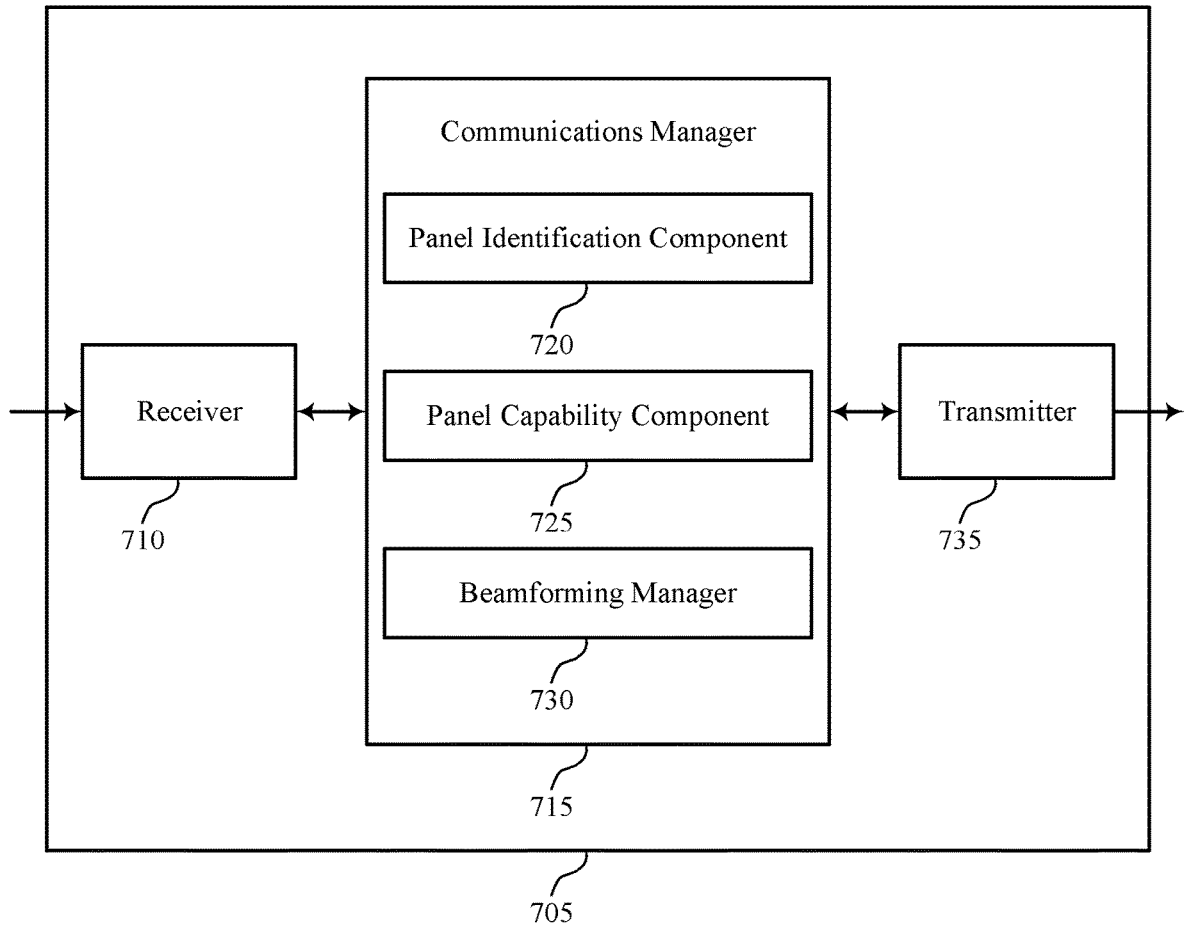 Communications Manager
Panel Identification Component
720
Receiver
710
Panel Capability Component
725
Transmitter
735
Beamforming Manager
730
715
705